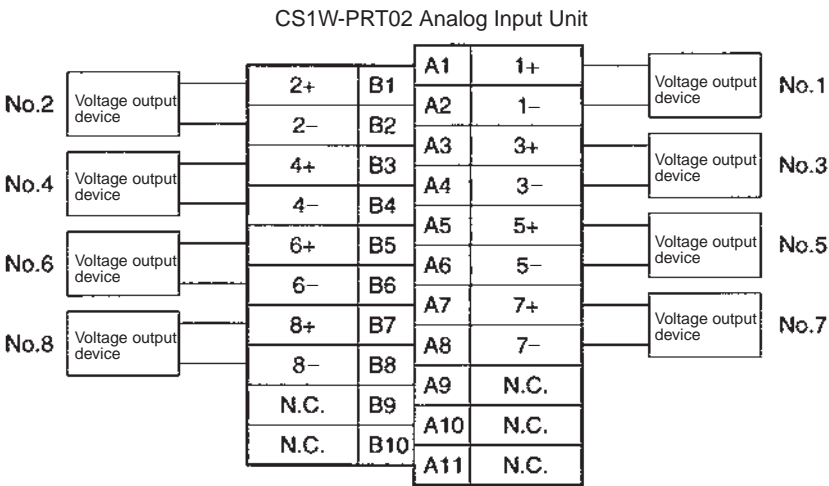 CS1W-PRT02 Analog Input Unit
A1 1+
2+ B1
No.2 Voltage output
device
A2 1−
2− B2
Voltage output
device No.1
A3 3+
4+ B3
No.4 Voltage output
device
A4 3−
4− B4
Voltage output
device No.3
A5 5+
6+ B5
No.6 Voltage output
device
A6 5−
6− B6
Voltage output
device No.5
A7 7+
8+ B7
No.8 Voltage output
device
A8 7−
8− B8
Voltage output
device No.7
A9 N.C.
N.C. B9
A10 N.C.
N.C. B10
A11 N.C.